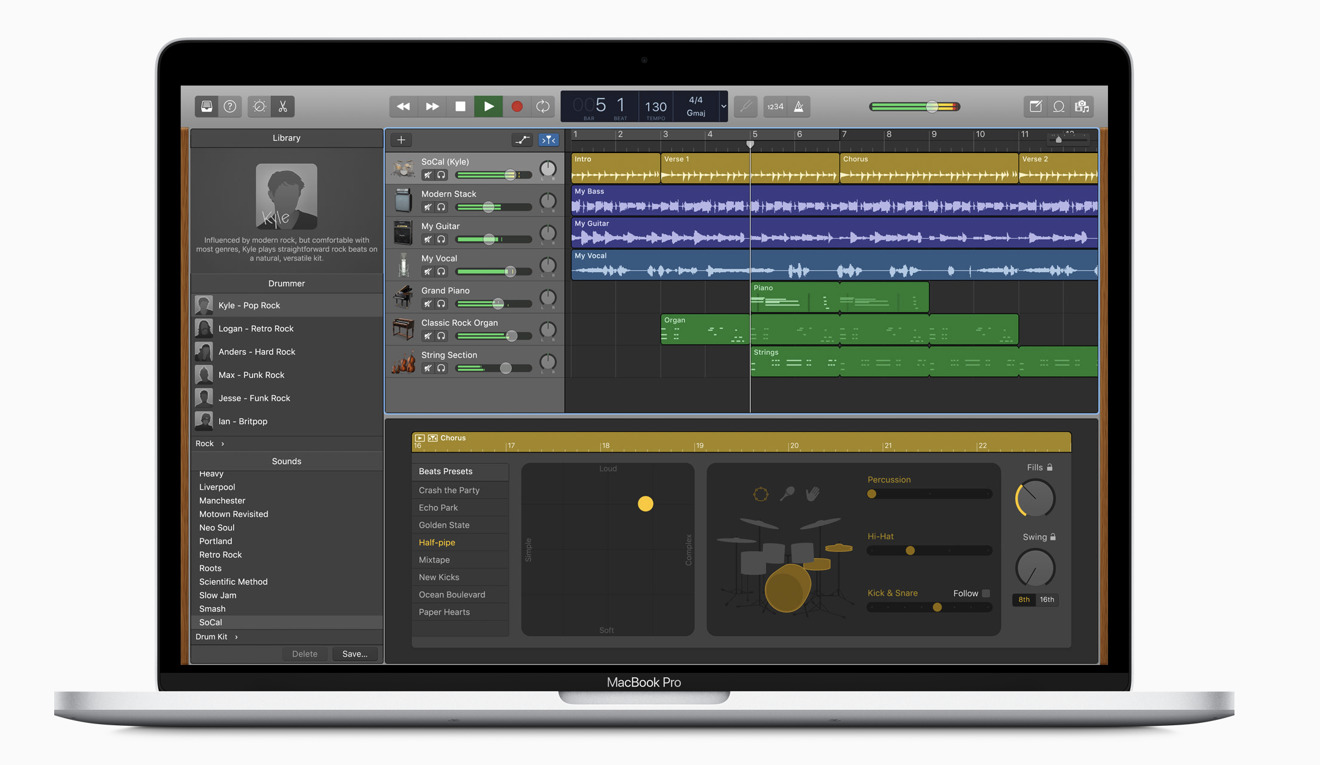 5 1
BAR BEAT
130
TEMPO
4/4
Gmaj
1234
Library
Kyle
Influenced by modern rock, but comfortable with
most genres, Kyle plays straightforward rock beats on
a natural, versatile kit.
Drummer
Kyle - Pop Rock
Logan - Retro Rock
Anders - Hard Rock
Max - Punk Rock
Jesse - Funk Rock
Ian - Britpop
Rock ›
Sounds
Heavy
Liverpool
Manchester
Motown Revisited
Neo Soul
Portland
Retro Rock
Roots
Scientific Method
Slow Jam
Smash
SoCal
Drum Kit ›
Delete Save...
1 2 3 4 5 6 7 8 9 10 11 12
SoCal (Kyle)
Modern Stack
My Guitar
My Vocal
Grand Piano
Classic Rock Organ
String Section
Intro Verse 1 Chorus Verse 2
My Bass
My Guitar
My Vocal
Piano
Organ
Strings
Chorus
16 17 18 19 20 21 22
Beats Presets
Crash the Party
Echo Park
Golden State
Half-pipe
Mixtape
New Kicks
Ocean Boulevard
Paper Hearts
Loud
Simple
Complex
Soft
Percussion
Hi-Hat
Kick & Snare Follow
Fills
Swing
8th 16th
MacBook Pro